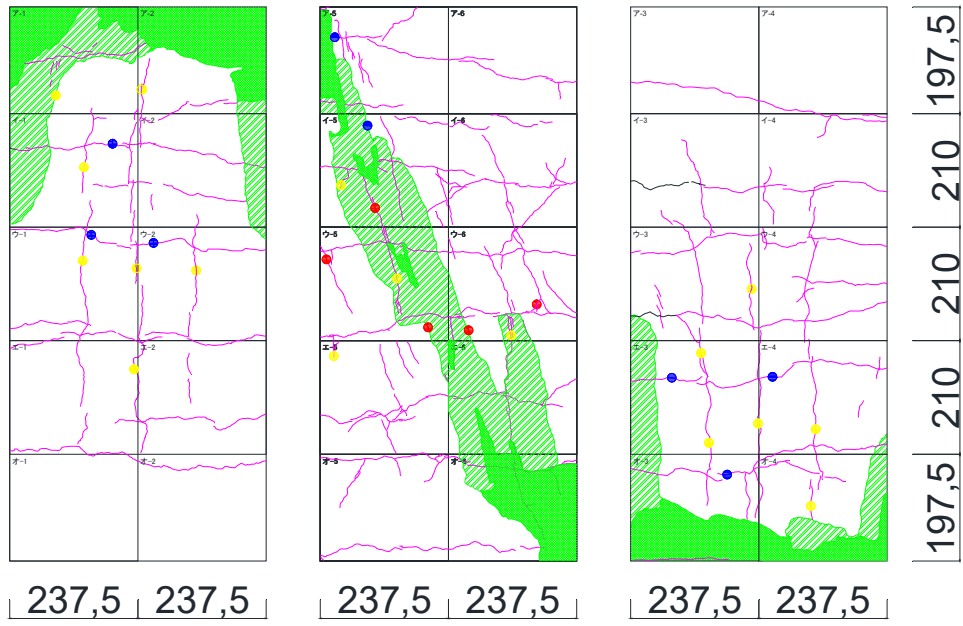 ア-1 ア-2 ア-5 ア-6 ア-3 ア-4
イ-1 イ-2 イ-5 イ-6 イ-3 イ-4
ウ-1 ウ-2 ウ-5 ウ-6 ウ-3 ウ-4
エ-1 エ-2 エ-5 エ-6 エ-3 エ-4
オ-1 オ-2 オ-5 オ-6 オ-3 オ-4
197,5
210
210
210
197,5
237,5 237,5 237,5 237,5 237,5 237,5